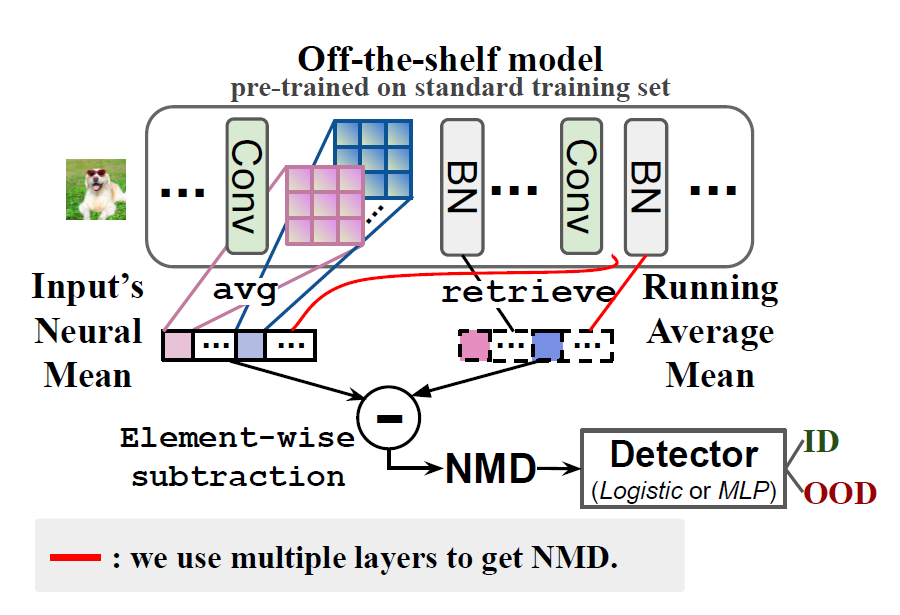 Off-the-shelf model
pre-trained on standard training set
...
Conv
...
BN
...
Conv
BN
...
Input's
Neural
Mean
avg
retrieve
Running
Average
Mean
...
...
...
...
-
Element-wise
subtraction
NMD
Detector
(Logistic or MLP)
ID
OOD
: we use multiple layers to get NMD.